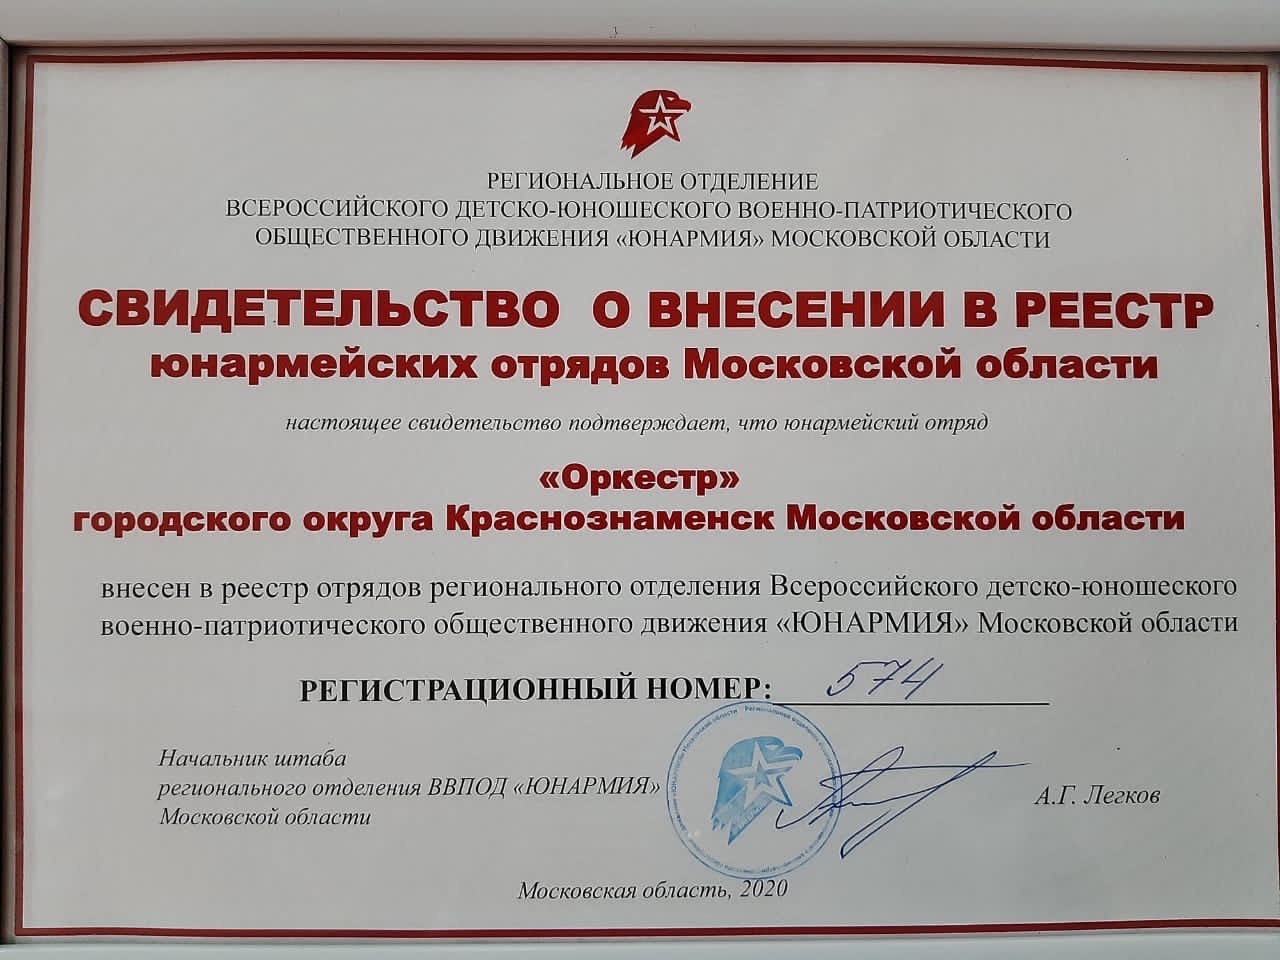 РЕГИОНАЛЬНОЕ ОТДЕЛЕНИЕ
ВСЕРОССИЙСКОГО ДЕТСКО-ЮНОШЕСКОГО ВОЕННО-ПАТРИОТИЧЕСКОГО
ОБЩЕСТВЕННОГО ДВИЖЕНИЯ «ЮНАРМИЯ» МОСКОВСКОЙ ОБЛАСТИ
СВИДЕТЕЛЬСТВО О ВНЕСЕНИИ В РЕЕСТР
юнармейских отрядов Московской области
настоящее свидетельство подтверждает, что юнармейский отряд
«Оркестр»
городского округа Краснознаменск Московской области
внесен в реестр отрядов регионального отделения Всероссийского детско-юношеского
военно-патриотического общественного движения «ЮНАРМИЯ» Московской области
РЕГИСТРАЦИОННЫЙ НОМЕР: 574
Начальник штаба
регионального отделения ВВПОД «ЮНАРМИЯ»
Московской области
А.Г. Легков
Московская область, 2020